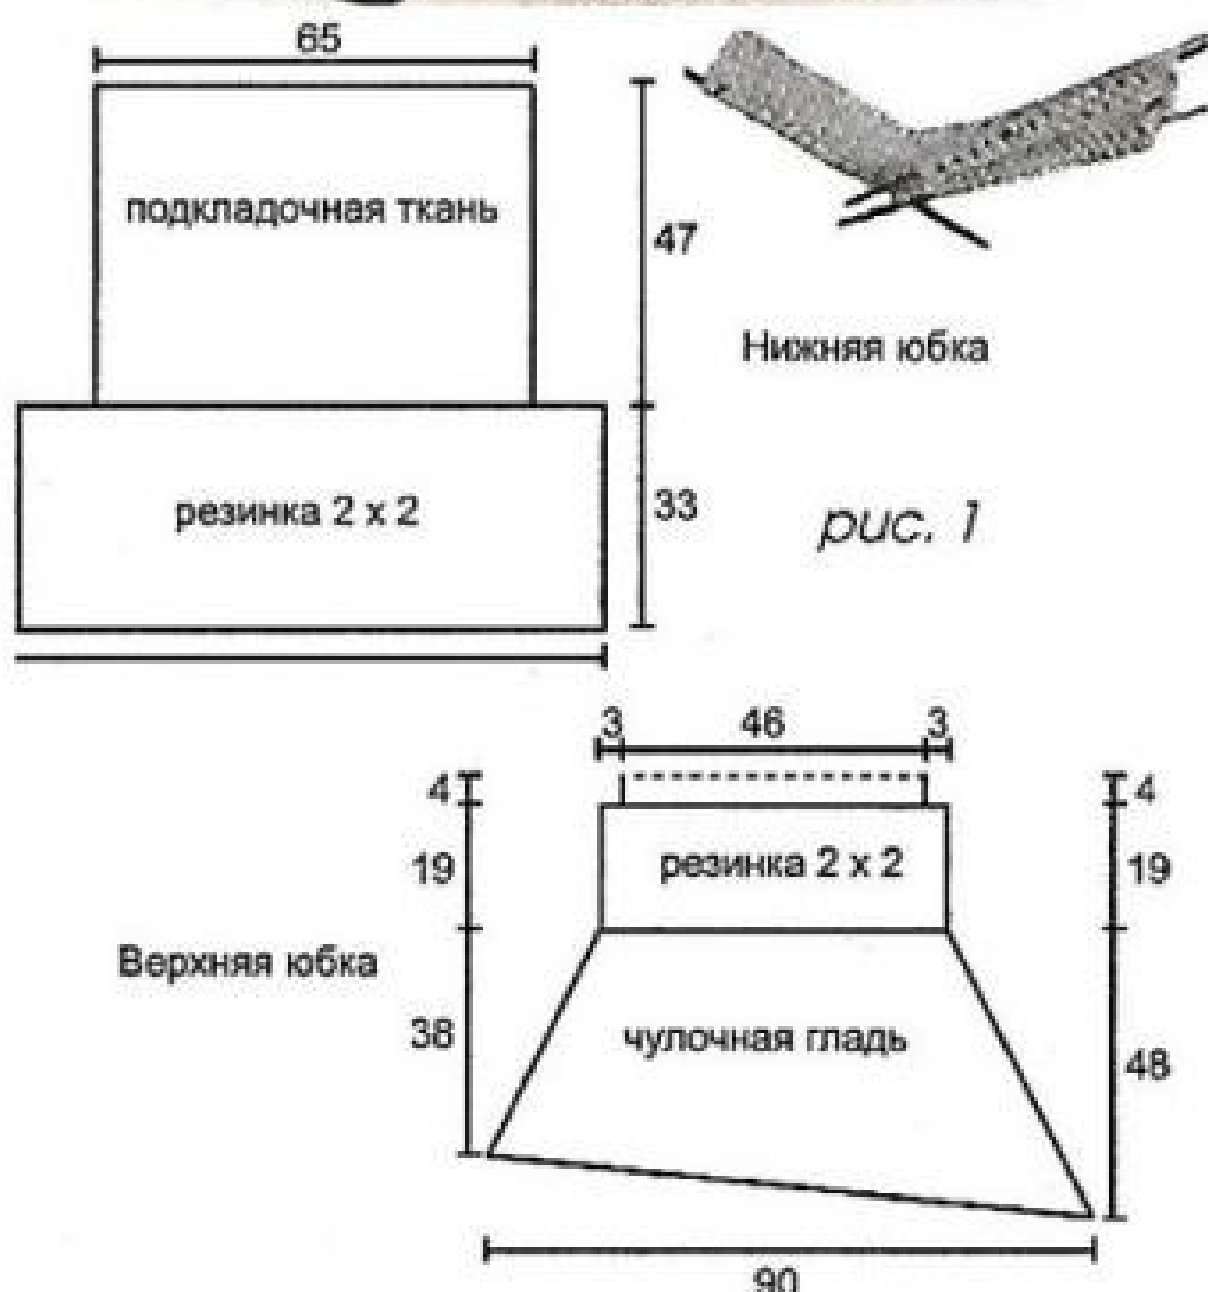 65
подкладочная ткань
47
Нижняя юбка
резинка 2 x 2
33
рис. 1
3 46 3
4 4
резинка 2 x 2
19 19
Верхняя юбка
38
чулочная гладь
48
90